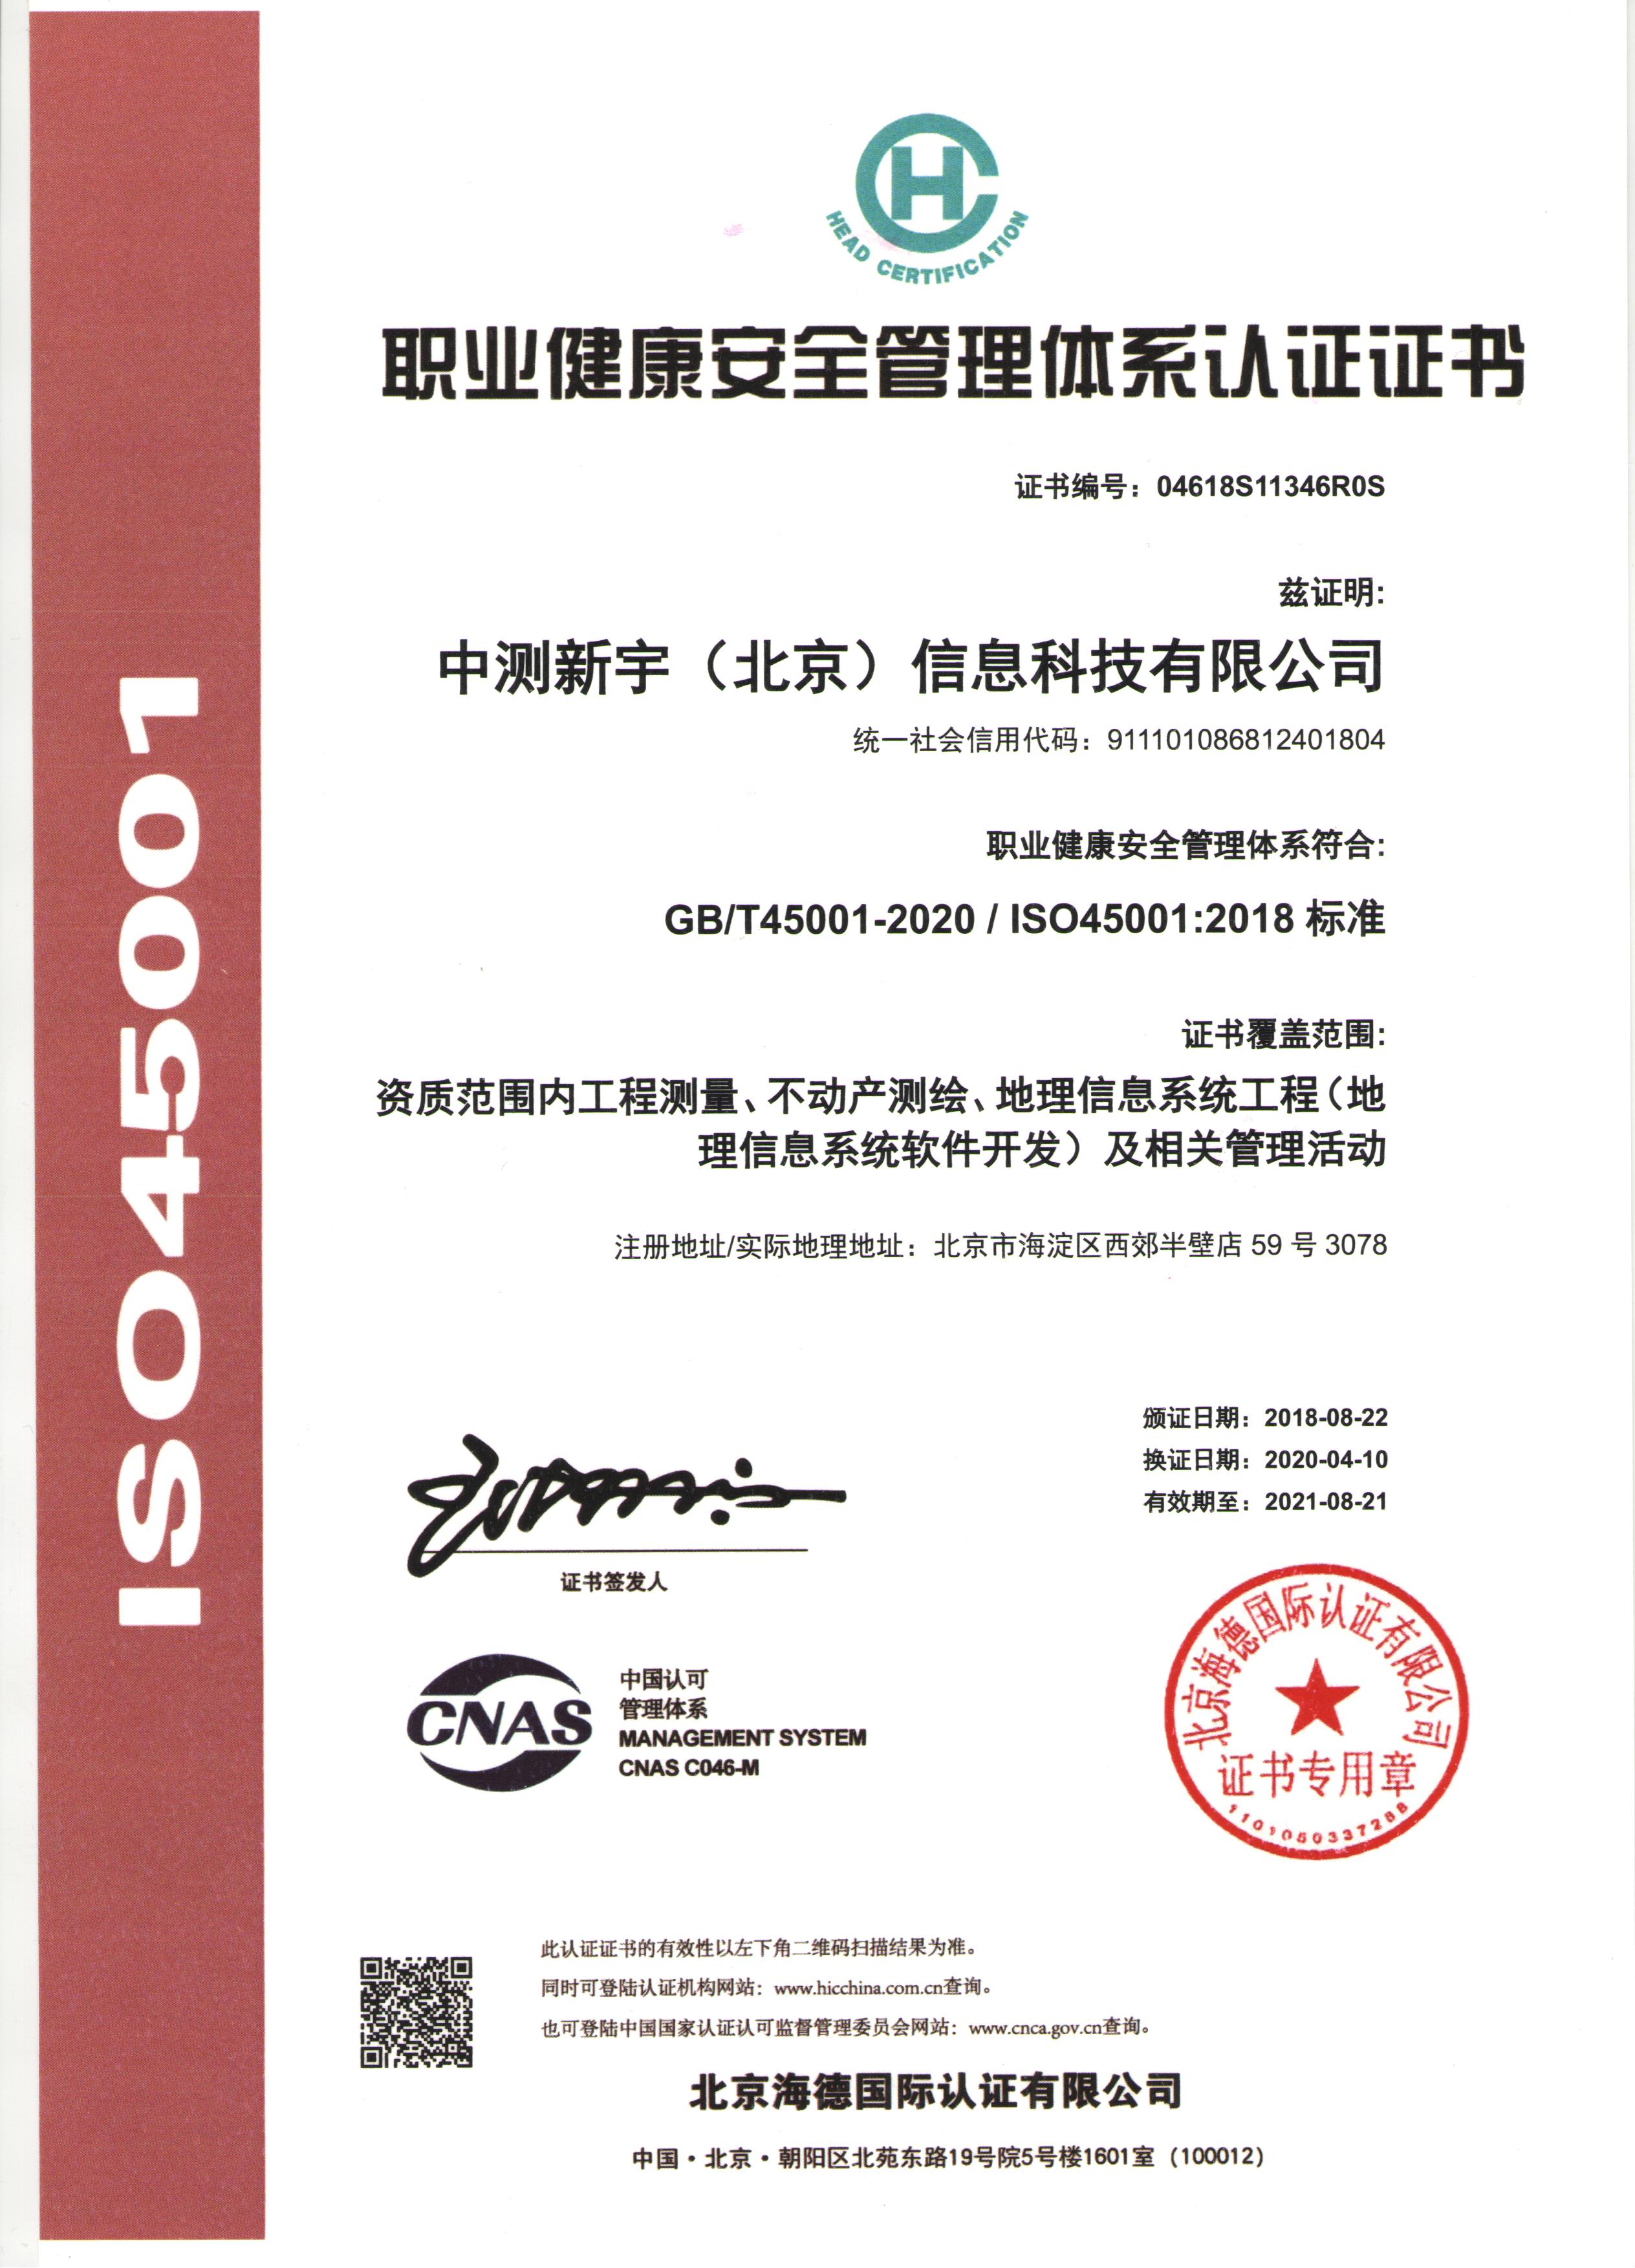 ISO45001
HEAD CERTIFICATION
职业健康安全管理体系认证证书
证书编号：04618S11346R0S
兹证明:
中测新宇（北京）信息科技有限公司
统一社会信用代码：911101086812401804
职业健康安全管理体系符合:
GB/T45001-2020 / ISO45001:2018 标准
证书覆盖范围:
资质范围内工程测量、不动产测绘、地理信息系统工程（地
理信息系统软件开发）及相关管理活动
注册地址/实际地理地址：北京市海淀区西郊半壁店 59 号 3078
颁证日期：2018-08-22
换证日期：2020-04-10
有效期至：2021-08-21
证书签发人
CNAS
中国认可
管理体系
MANAGEMENT SYSTEM
CNAS C046-M
北京海德国际认证有限公司
证书专用章
1101050337288
此认证证书的有效性以左下角二维码扫描结果为准。
同时可登陆认证机构网站：www.hicchina.com.cn查询。
也可登陆中国国家认证认可监督管理委员会网站：www.cnca.gov.cn查询。
北京海德国际认证有限公司
中国·北京·朝阳区北苑东路19号院5号楼1601室（100012）